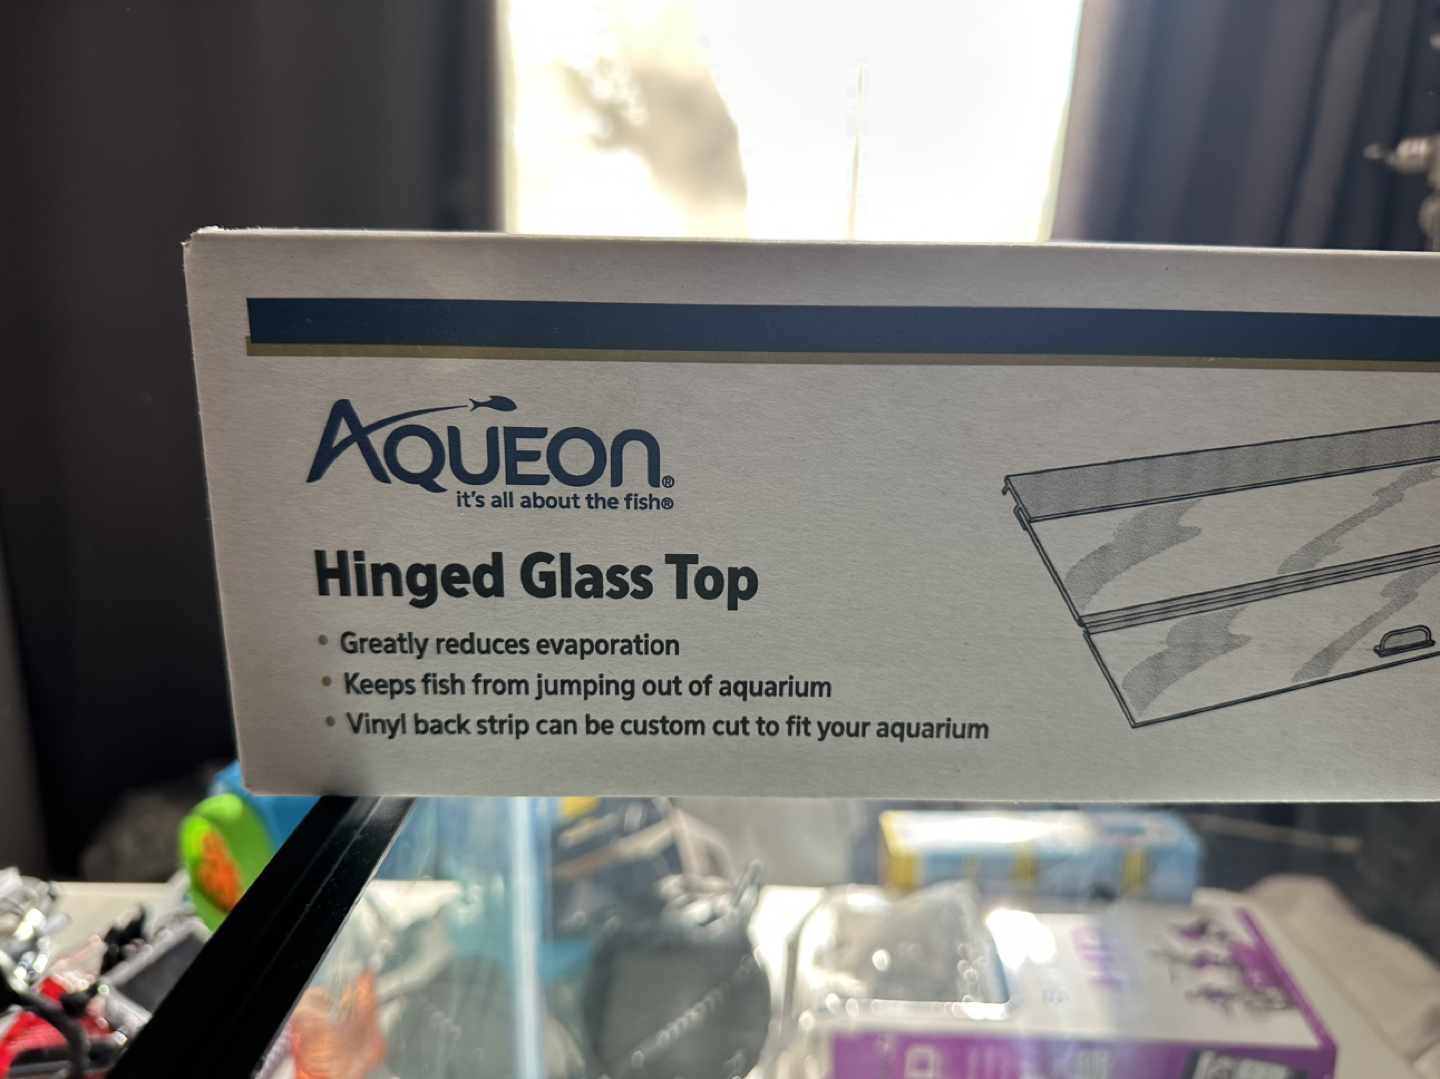 AQUEON®
it's all about the fish®
Hinged Glass Top
• Greatly reduces evaporation
• Keeps fish from jumping out of aquarium
• Vinyl back strip can be custom cut to fit your aquarium